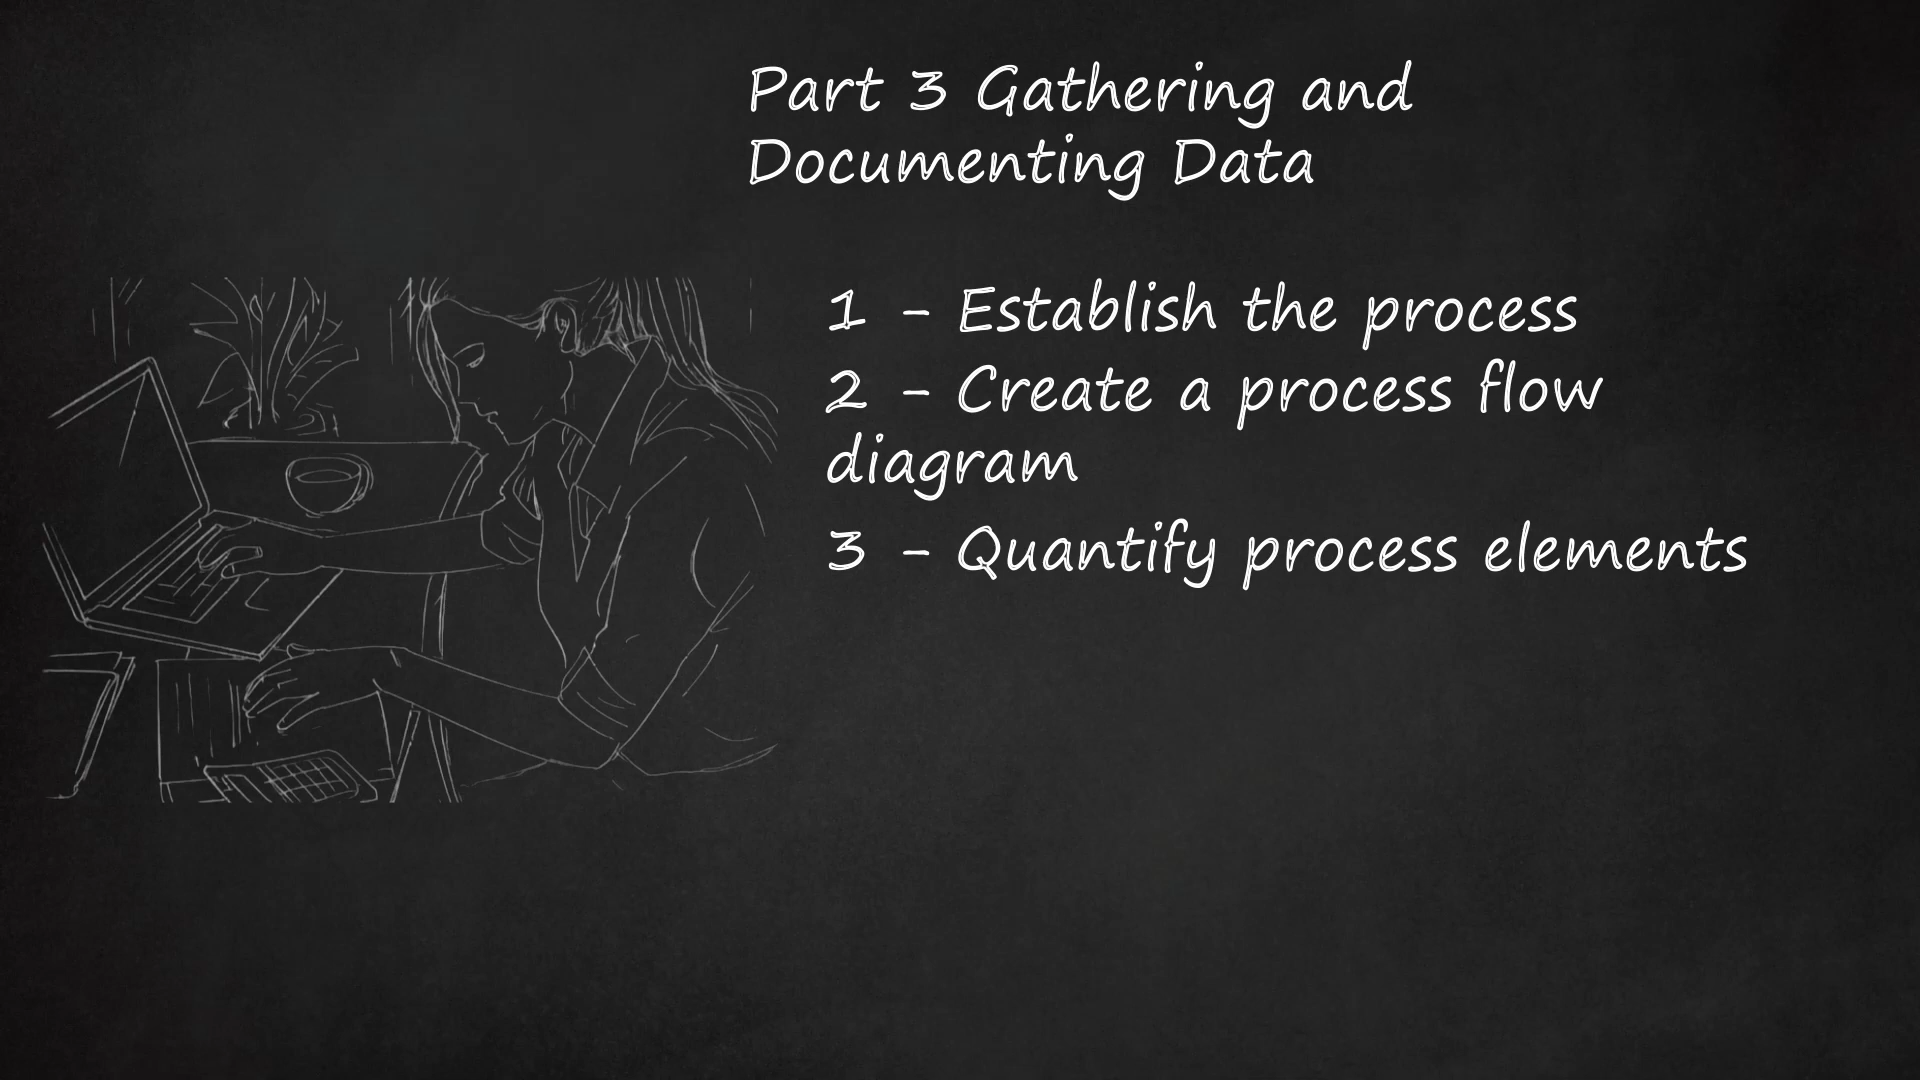 Part 3 Gathering and
Documenting Data
1 - Establish the process
2 - Create a process flow
diagram
3 - Quantify process elements